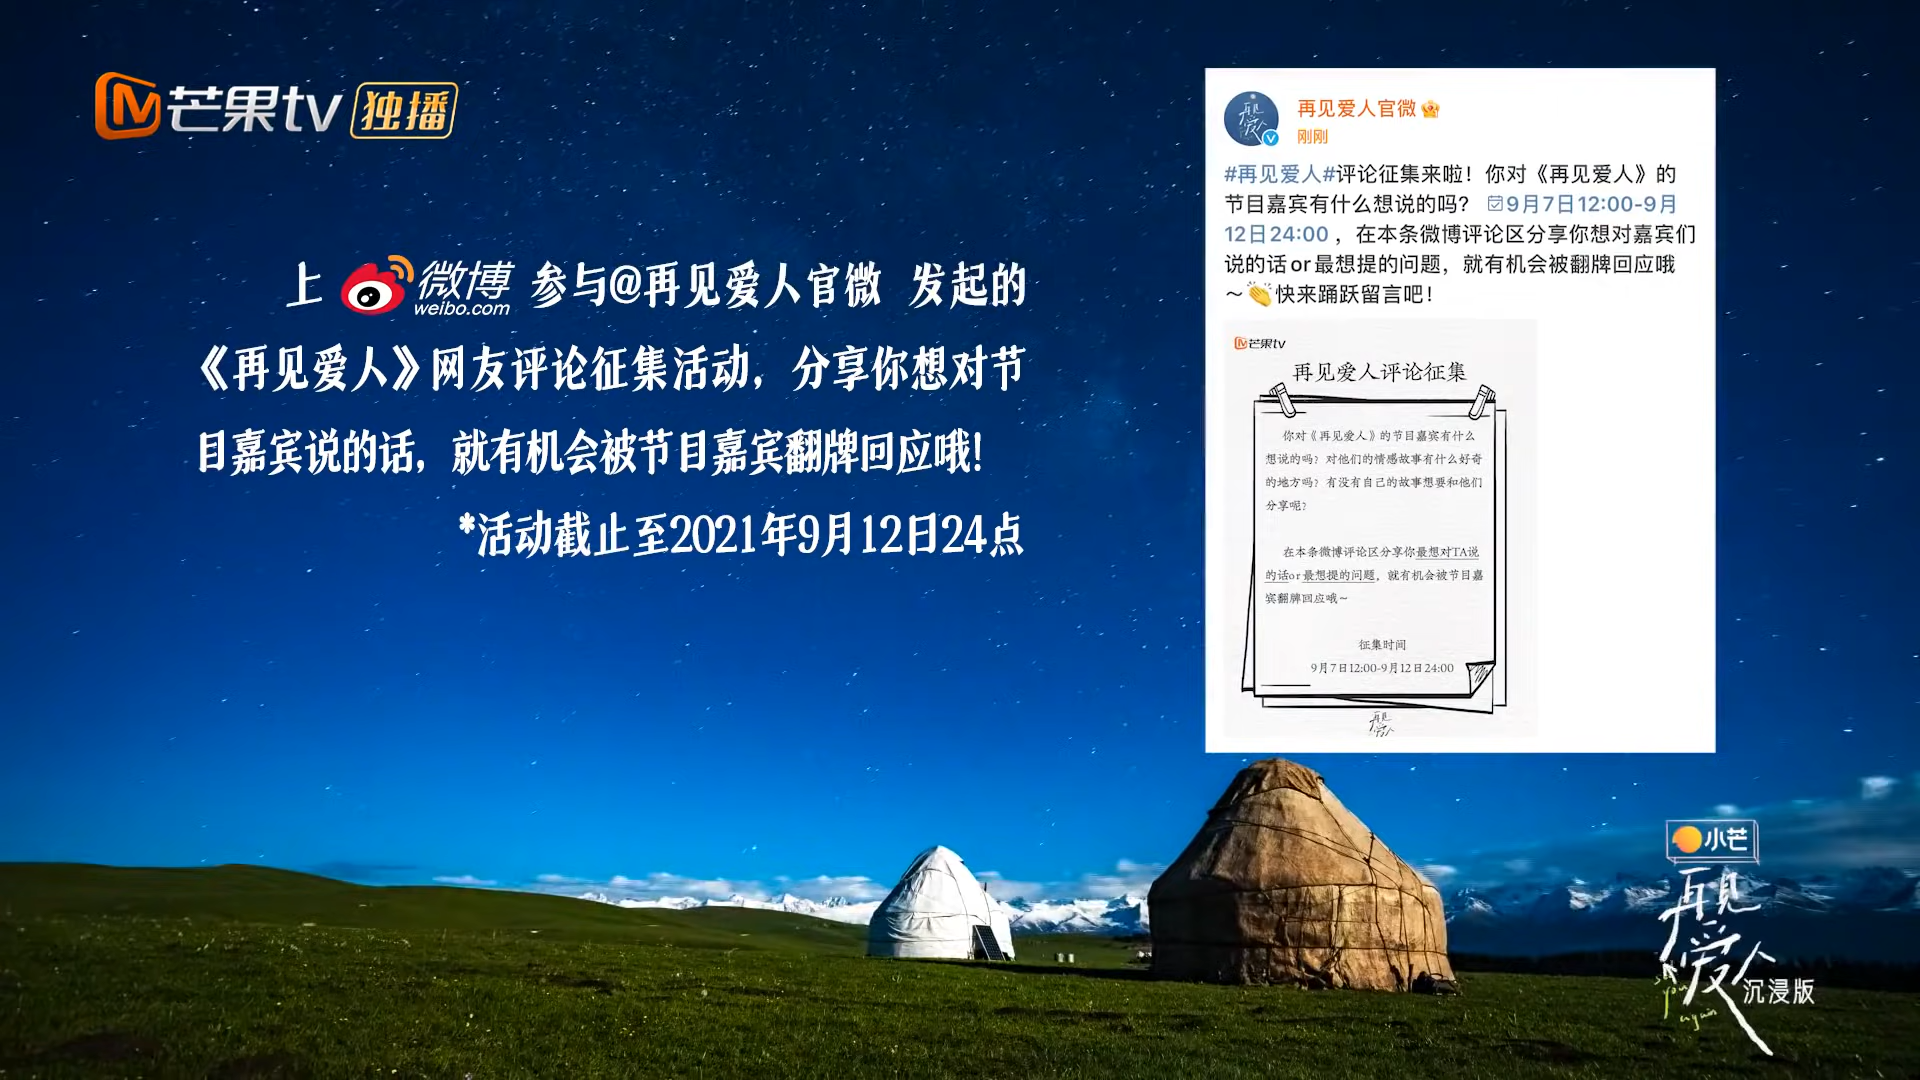 芒果tv 独播
上 微博 weibo.com 参与@再见爱人官微 发起的
《再见爱人》网友评论征集活动，分享你想对节
目嘉宾说的话，就有机会被节目嘉宾翻牌回应哦！
*活动截止至2021年9月12日24点
再见爱人
再见爱人官微
刚刚
#再见爱人#评论征集来啦！你对《再见爱人》的
节目嘉宾有什么想说的吗？ 9月7日12:00-9月
12日24:00 ，在本条微博评论区分享你想对嘉宾们
说的话or最想提的问题，就有机会被翻牌回应哦
～👏快来踊跃留言吧！
芒果tv
再见爱人评论征集
你对《再见爱人》的节目嘉宾有什么
想说的吗？对他们的情感故事有什么好奇
的地方吗？有没有自己的故事想要和他们
分享呢？
在本条微博评论区分享你最想对TA说
的话or最想提的问题，就有机会被节目嘉
宾翻牌回应哦～
征集时间
9月7日12:00-9月12日24:00
再见爱人
小芒
再见爱人
沉浸版